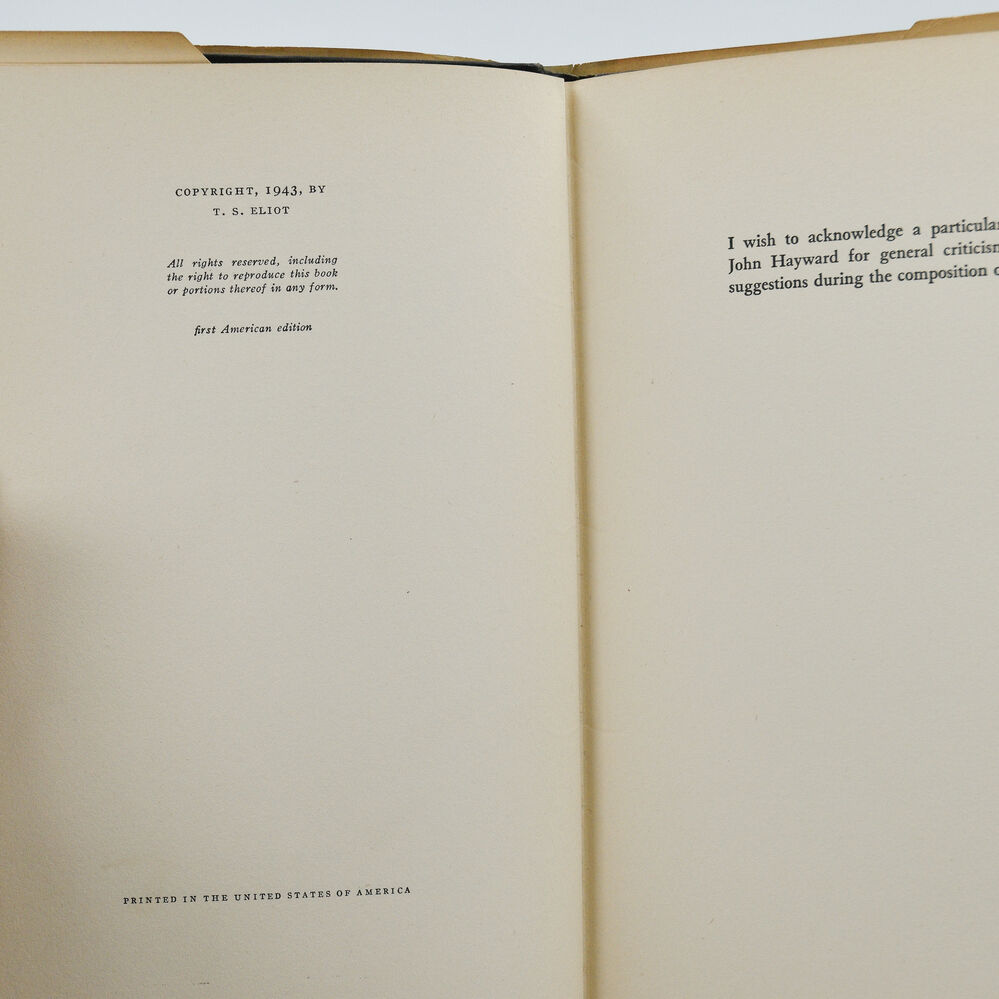 COPYRIGHT, 1943, BY
T. S. ELIOT
All rights reserved, including
the right to reproduce this book
or portions thereof in any form.
first American edition
PRINTED IN THE UNITED STATES OF AMERICA
I wish to acknowledge a particular
John Hayward for general criticism
suggestions during the composition